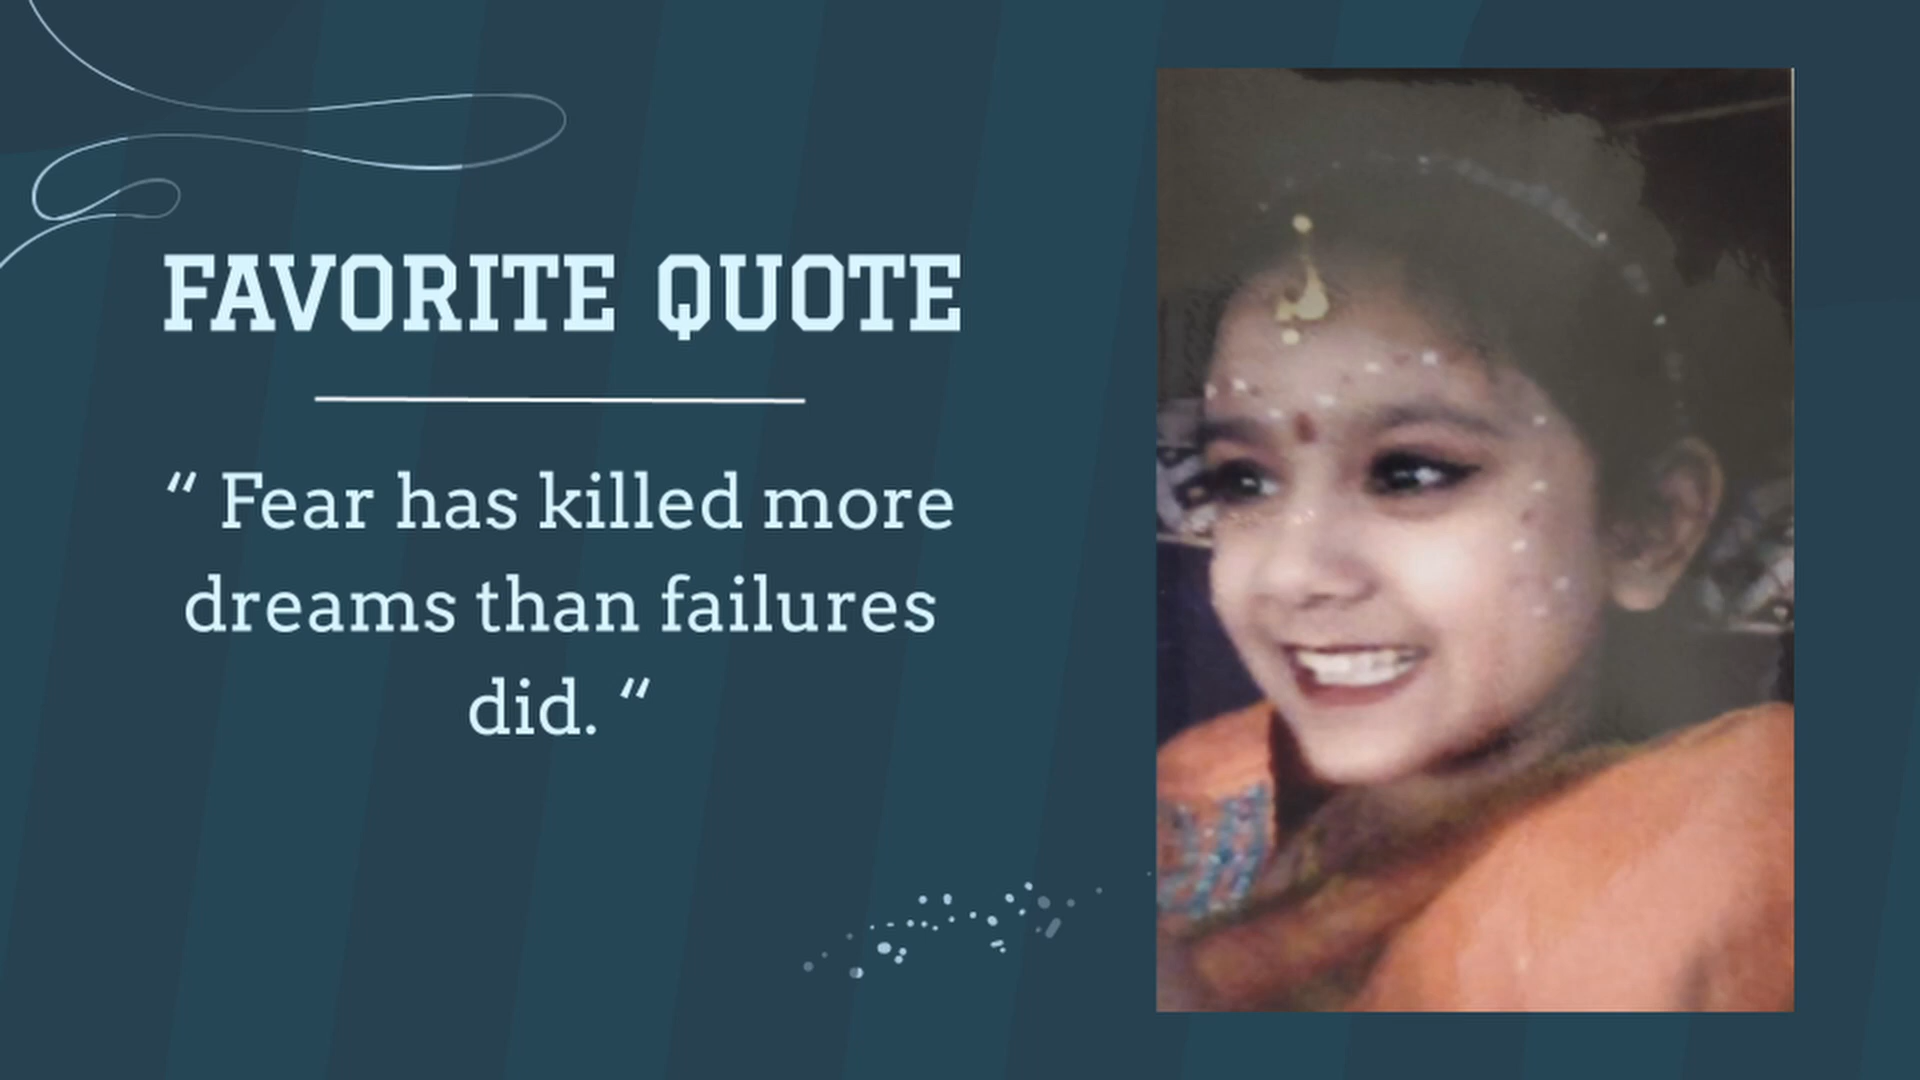 FAVORITE QUOTE
“ Fear has killed more
dreams than failures
did. “